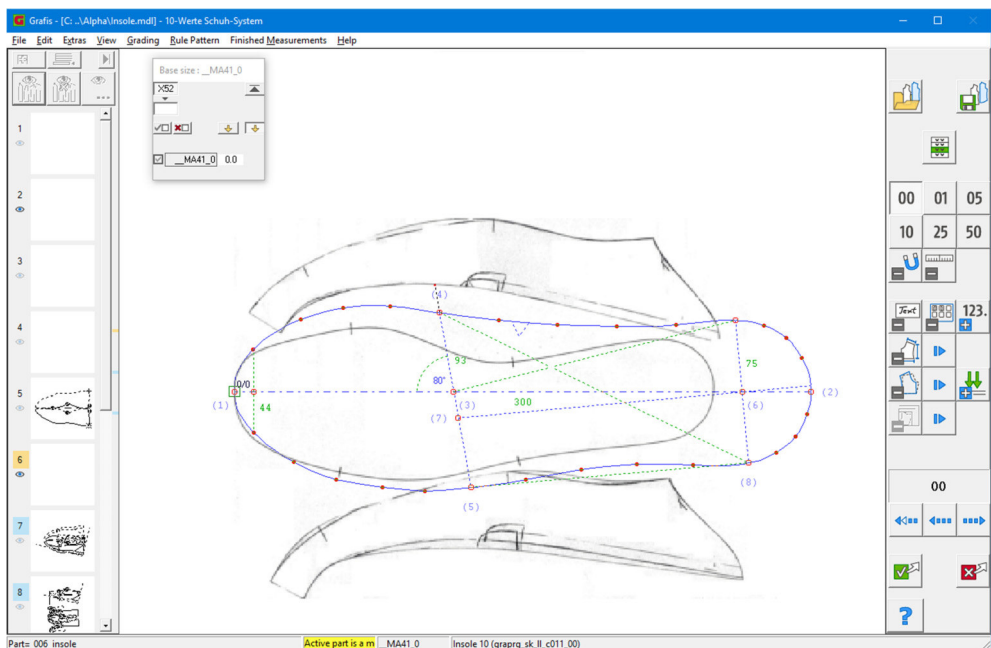 Grafis - [C: ..\Alpha\Insole.mdl] - 10-Werte Schuh-System
File Edit Extras View Grading Rule Pattern Finished Measurements Help
Base size : __MA41_0
X52
__MA41_0 0.0
1
2
3
4
5
6
7
8
(4)
93
80°
0/0
44
(1)
(3)
(7)
300
75
(6)
(2)
(5)
(8)
00 01 05
10 25 50
Text
123.
00
?
Part= 006 insole Active part is a m __MA41_0 Insole 10 (graprg_sk_II_c011_00)